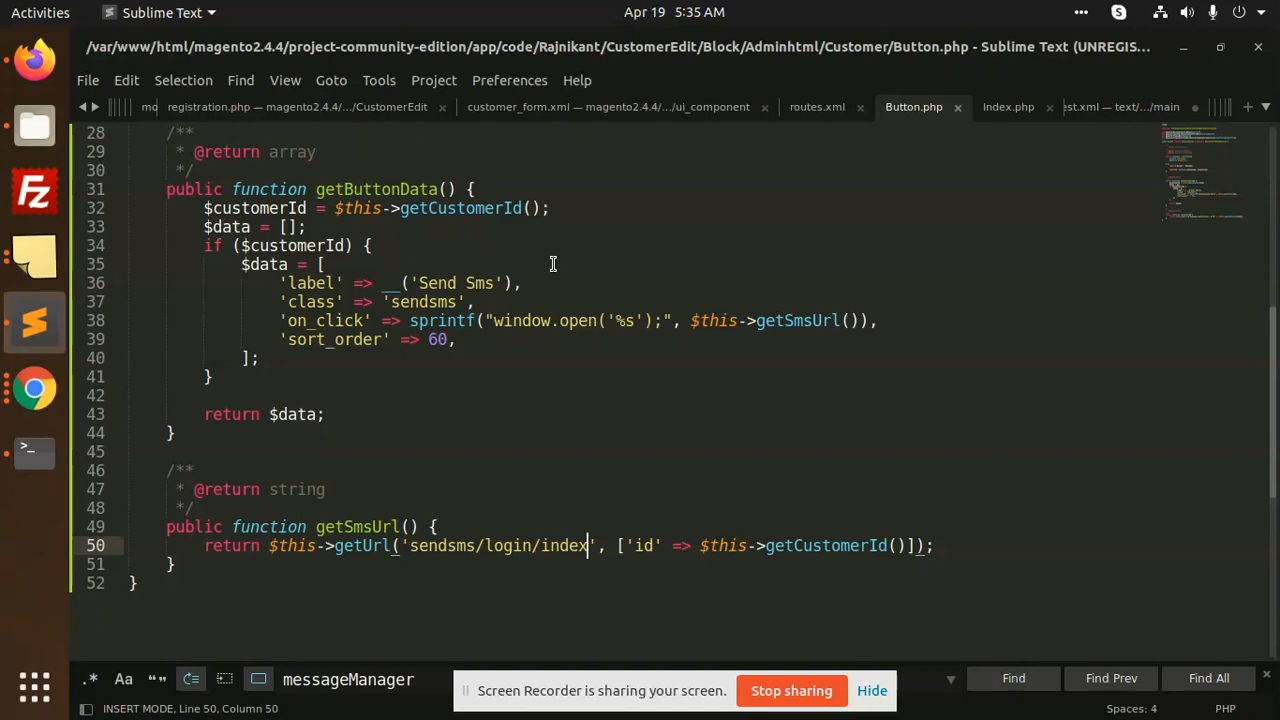 Activities Sublime Text Apr 19 5:35 AM
/var/www/html/magento2.4.4/project-community-edition/app/code/Rajnikant/CustomerEdit/Block/Adminhtml/Customer/Button.php - Sublime Text (UNREGIS...
File Edit Selection Find View Goto Tools Project Preferences Help
mo registration.php — magento2.4.4/.../CustomerEdit customer_form.xml — magento2.4.4/.../ui_component routes.xml Button.php Index.php est.xml — text/.../main
28 /**
29 * @return array
30 */
31 public function getButtonData() {
32 $customerId = $this->getCustomerId();
33 $data = [];
34 if ($customerId) {
35 $data = [
36 'label' => __('Send Sms'),
37 'class' => 'sendsms',
38 'on_click' => sprintf("window.open('%s');", $this->getSmsUrl()),
39 'sort_order' => 60,
40 ];
41 }
42
43 return $data;
44 }
45
46 /**
47 * @return string
48 */
49 public function getSmsUrl() {
50 return $this->getUrl('sendsms/login/index', ['id' => $this->getCustomerId()]);
51 }
52 }
.* Aa “” messageManager Find Find Prev Find All
Screen Recorder is sharing your screen. Stop sharing Hide
INSERT MODE, Line 50, Column 50 Spaces: 4 PHP